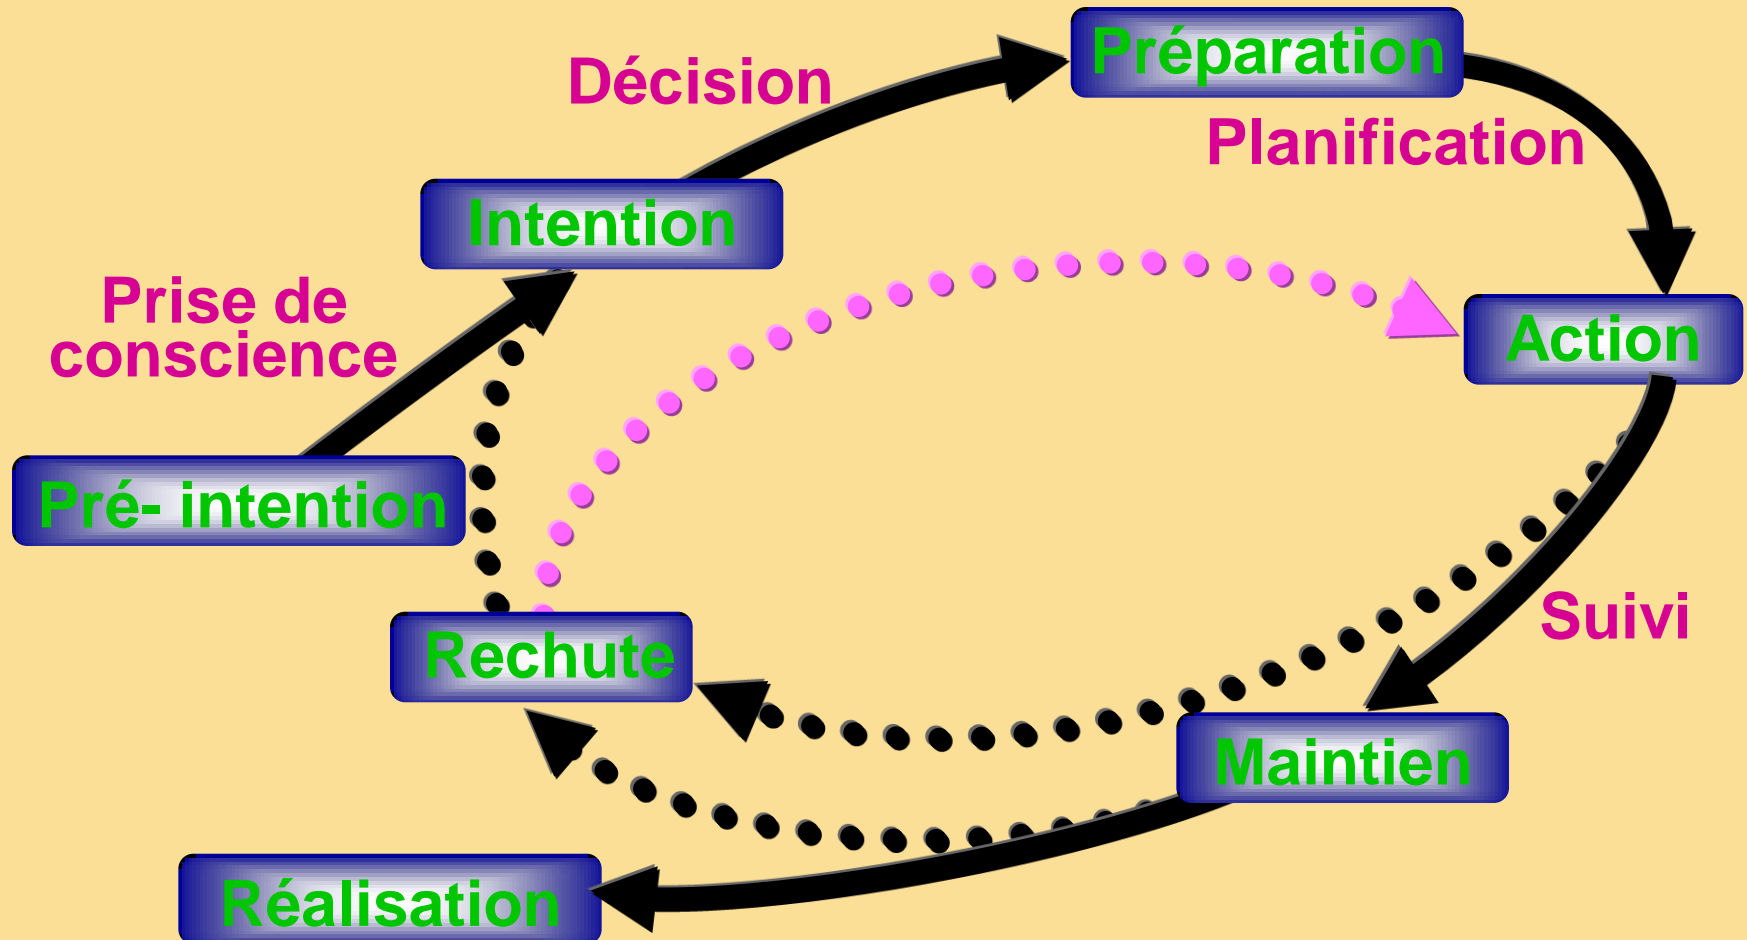 Préparation
Décision
Planification
Intention
Prise de
conscience
Action
Pré- intention
Suivi
Rechute
Maintien
Réalisation